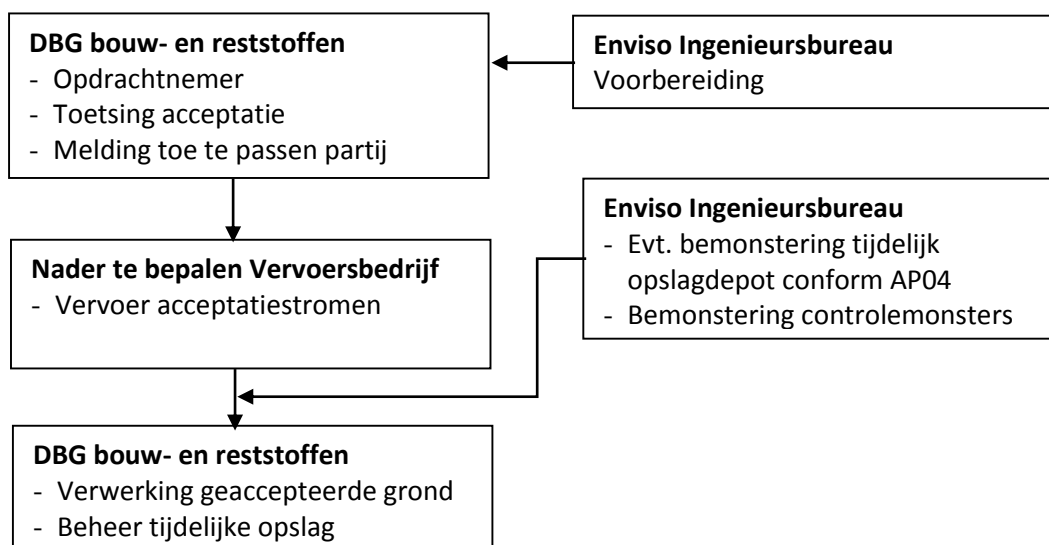 DBG bouw- en reststoffen
- Opdrachtnemer
- Toetsing acceptatie
- Melding toe te passen partij
Enviso Ingenieursbureau
Voorbereiding
Enviso Ingenieursbureau
- Evt. bemonstering tijdelijk
opslagdepot conform AP04
- Bemonstering controlemonsters
Nader te bepalen Vervoersbedrijf
- Vervoer acceptatiestromen
DBG bouw- en reststoffen
- Verwerking geaccepteerde grond
- Beheer tijdelijke opslag